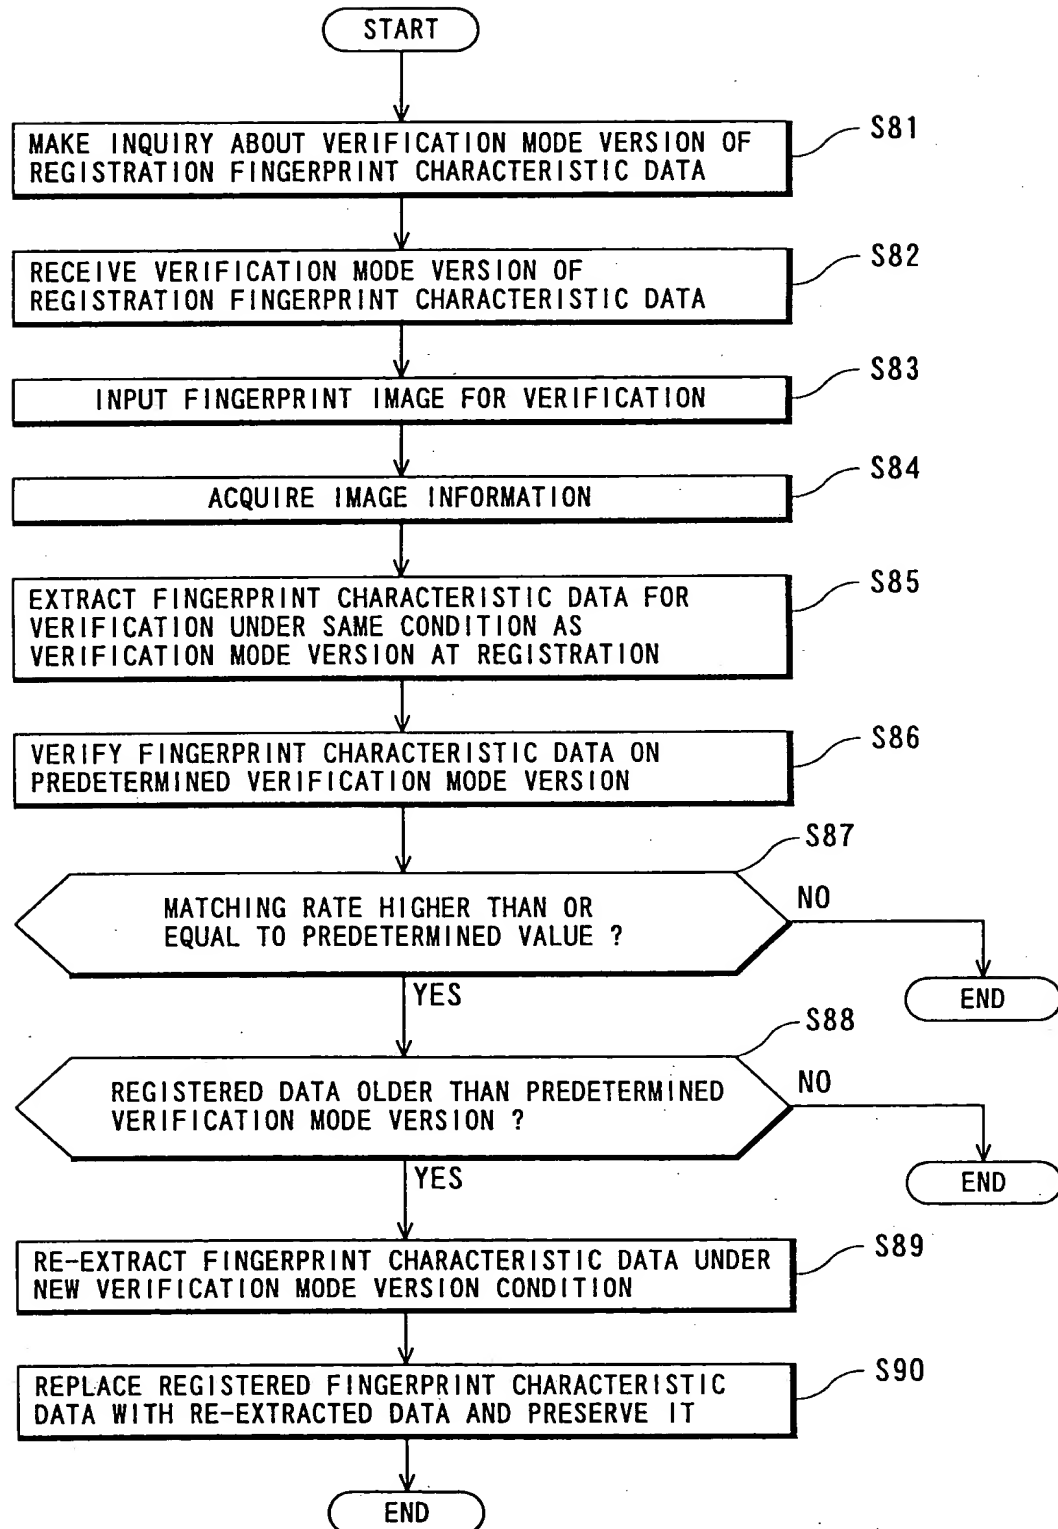 START
S81
MAKE INQUIRY ABOUT VERIFICATION MODE VERSION OF
REGISTRATION FINGERPRINT CHARACTERISTIC DATA
S82
RECEIVE VERIFICATION MODE VERSION OF
REGISTRATION FINGERPRINT CHARACTERISTIC DATA
S83
INPUT FINGERPRINT IMAGE FOR VERIFICATION
S84
ACQUIRE IMAGE INFORMATION
S85
EXTRACT FINGERPRINT CHARACTERISTIC DATA FOR
VERIFICATION UNDER SAME CONDITION AS
VERIFICATION MODE VERSION AT REGISTRATION
S86
VERIFY FINGERPRINT CHARACTERISTIC DATA ON
PREDETERMINED VERIFICATION MODE VERSION
S87
MATCHING RATE HIGHER THAN OR
EQUAL TO PREDETERMINED VALUE ?
NO
END
YES
S88
REGISTERED DATA OLDER THAN PREDETERMINED
VERIFICATION MODE VERSION ?
NO
END
YES
S89
RE-EXTRACT FINGERPRINT CHARACTERISTIC DATA UNDER
NEW VERIFICATION MODE VERSION CONDITION
S90
REPLACE REGISTERED FINGERPRINT CHARACTERISTIC
DATA WITH RE-EXTRACTED DATA AND PRESERVE IT
END